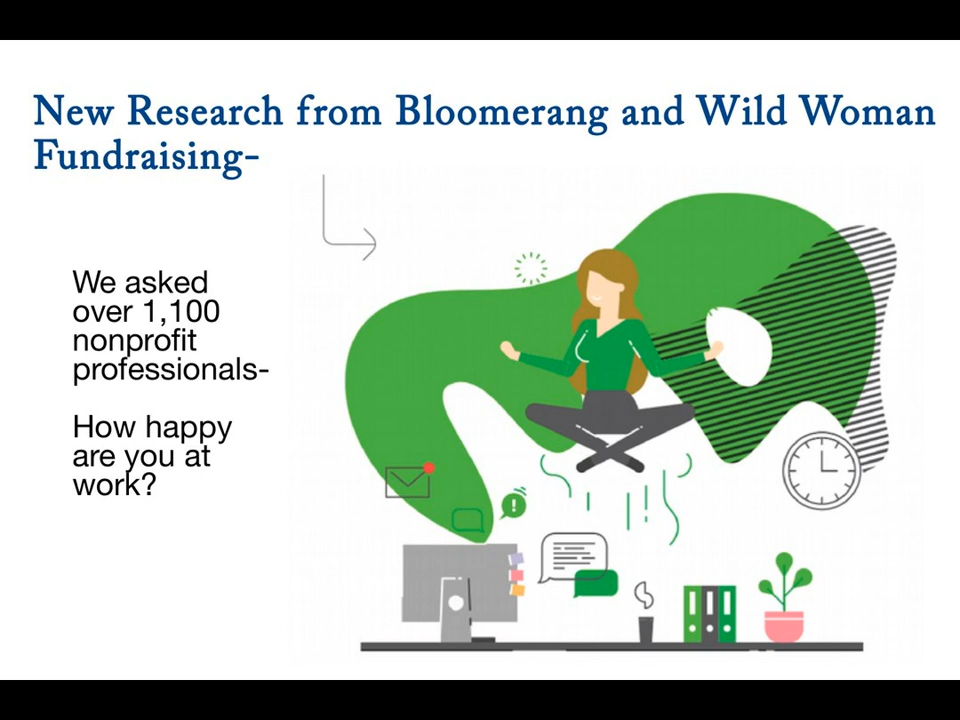 New Research from Bloomerang and Wild Woman
Fundraising-
We asked
over 1,100
nonprofit
professionals-
How happy
are you at
work?
!